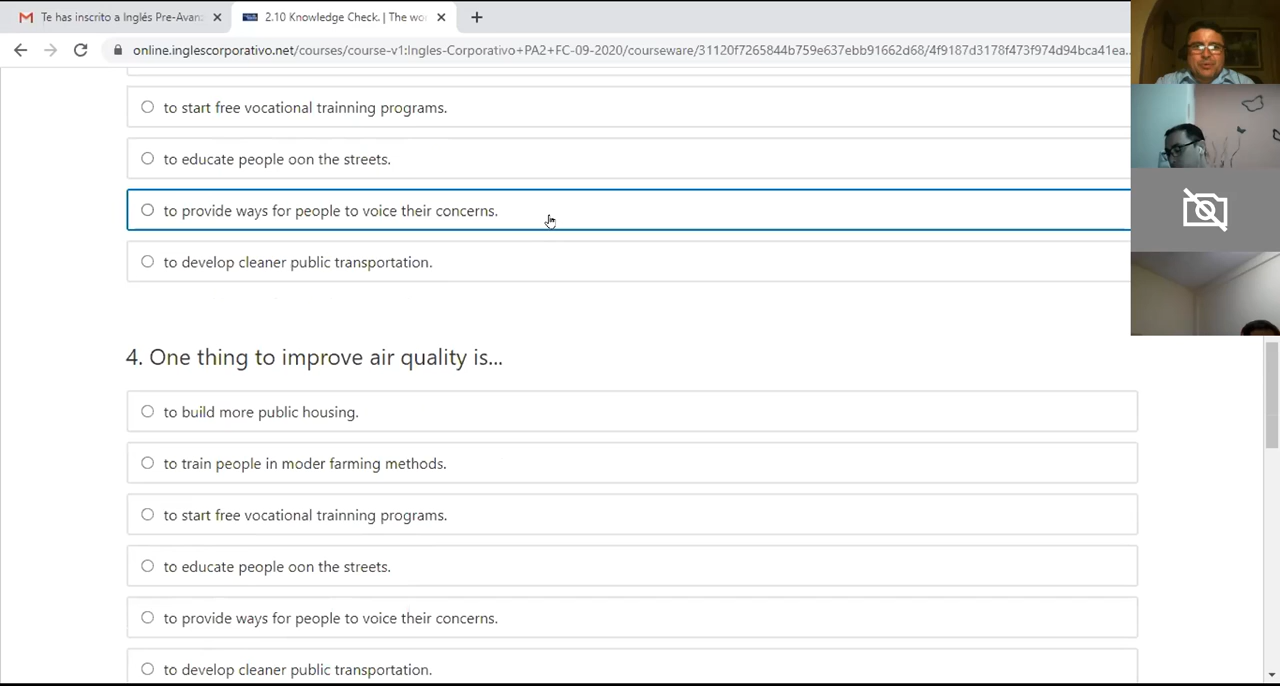 Te has inscrito a Inglés Pre-Avan
2.10 Knowledge Check. | The wo
online.inglescorporativo.net/courses/course-v1:Ingles-Corporativo+PA2+FC-09-2020/courseware/31120f7265844b759e637ebb91662d68/4f9187d3178f473f974d94bca41ea...
to start free vocational trainning programs.
to educate people oon the streets.
to provide ways for people to voice their concerns.
to develop cleaner public transportation.
4. One thing to improve air quality is...
to build more public housing.
to train people in moder farming methods.
to start free vocational trainning programs.
to educate people oon the streets.
to provide ways for people to voice their concerns.
to develop cleaner public transportation.